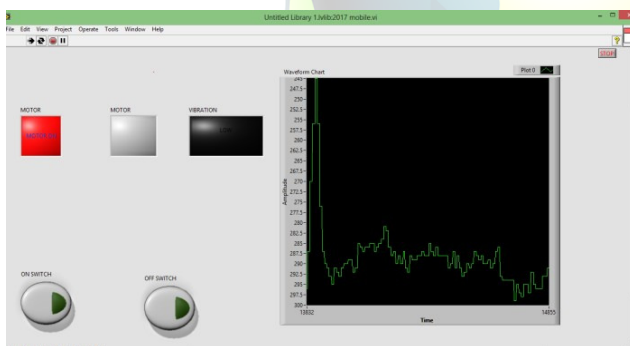 Untitled Library 1.lvlib:2017 mobile.vi
File Edit View Project Operate Tools Window Help
STOP
Waveform Chart
Plot 0
MOTOR
MOTOR
VIBRATION
245-
247.5-
250-
252.5-
255-
257.5-
260-
262.5-
265-
267.5-
270-
272.5-
275-
277.5-
280-
282.5-
285-
287.5-
290-
292.5-
295-
297.5-
300-
Amplitude
13832
14855
Time
ON SWITCH
OFF SWITCH